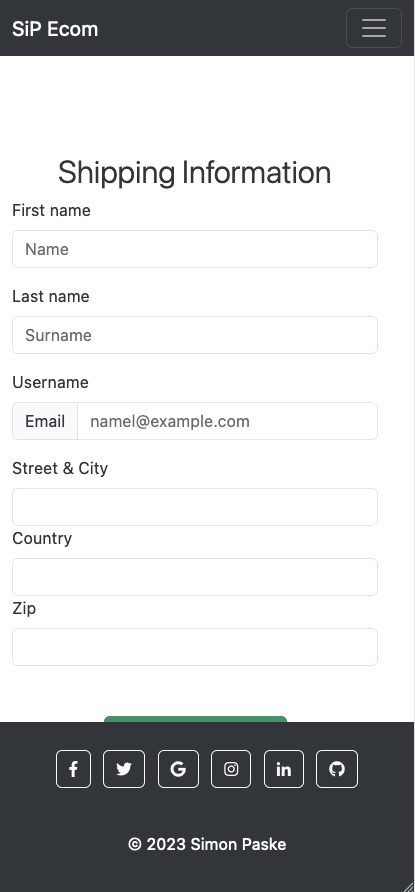 SiP Ecom
Shipping Information
First name
Name
Last name
Surname
Username
Email namel@example.com
Street & City
Country
Zip
© 2023 Simon Paske